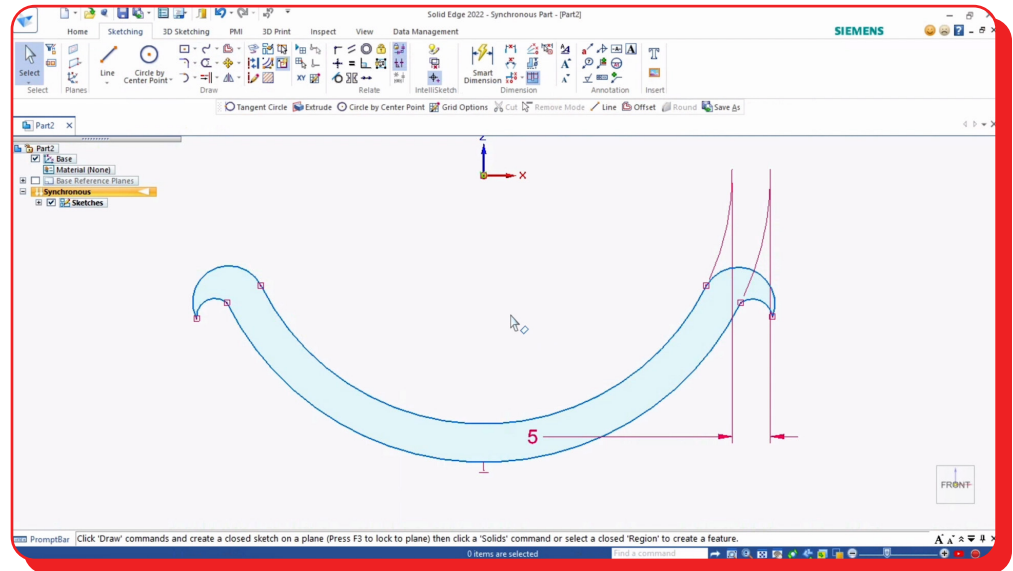 Solid Edge 2022 - Synchronous Part - [Part2]
Home Sketching 3D Sketching PMI 3D Print Inspect View Data Management
SIEMENS
Select
Line
Circle by
Center Point
Smart
Dimension
Select Planes Draw Relate IntelliSketch Dimension Annotation Insert
Tangent Circle Extrude Circle by Center Point Grid Options Cut Remove Mode Line Offset Round Save As
Part2
Part2
Base
Material (None)
Base Reference Planes
Synchronous
Sketches
Z
X
5
FRONT
PromptBar Click 'Draw' commands and create a closed sketch on a plane (Press F3 to lock to plane) then click a 'Solids' command or select a closed 'Region' to create a feature.
0 items are selected
Find a command